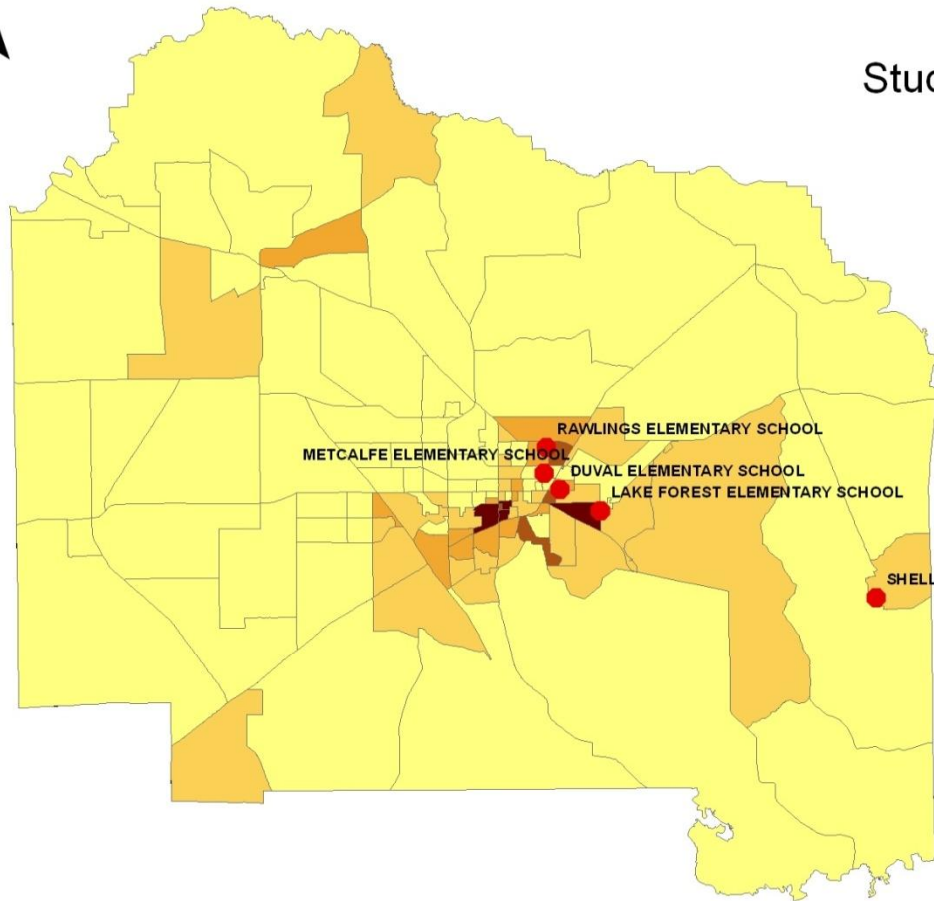 Stud
RAWLINGS ELEMENTARY SCHOOL
METCALFE ELEMENTARY SCHOOL
DUVAL ELEMENTARY SCHOOL
LAKE FOREST ELEMENTARY SCHOOL
SHELL